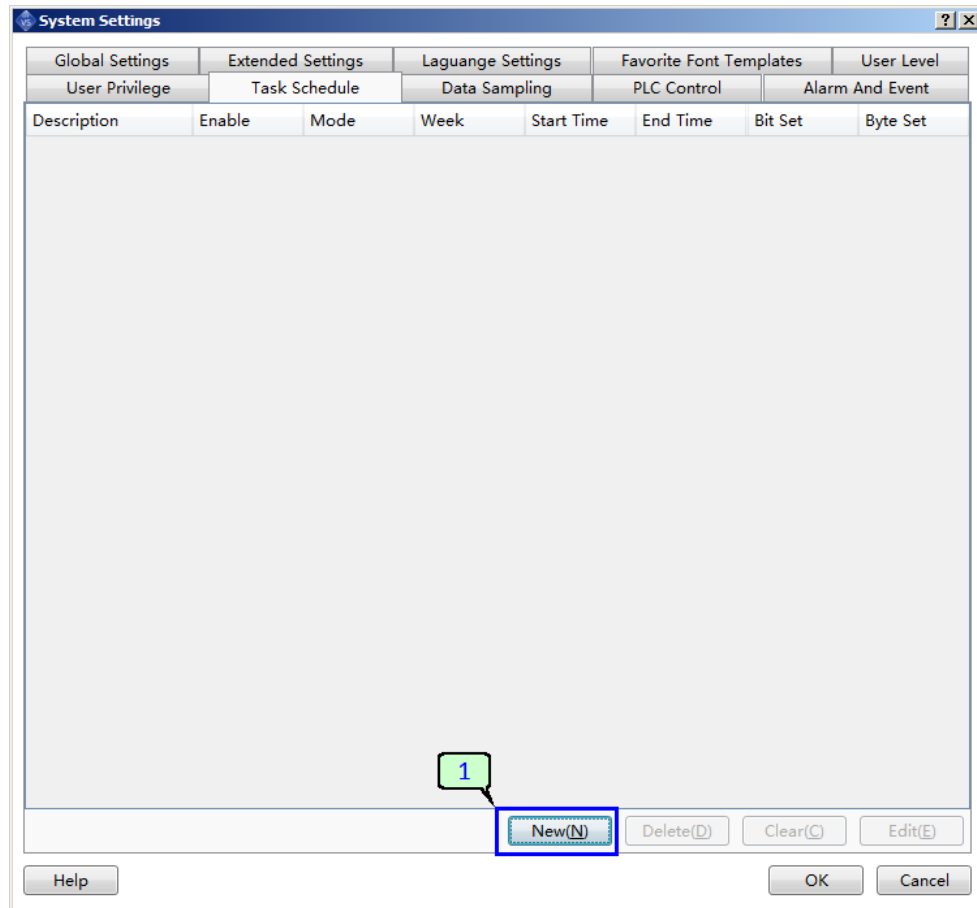 System Settings
Global Settings Extended Settings Laguange Settings Favorite Font Templates User Level
User Privilege Task Schedule Data Sampling PLC Control Alarm And Event
Description Enable Mode Week Start Time End Time Bit Set Byte Set
1
New(N) Delete(D) Clear(C) Edit(E)
Help OK Cancel